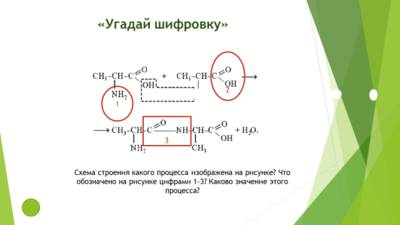 «Угадай шифровку»
CH₃–CH–C O OH + CH₃–CH–C O OH
NH₂
1 2
CH₃–CH–C O NH–CH–C O OH + H₂O.
3
NH₂ CH₃
Схема строения какого процесса изображена на рисунке? Что
обозначено на рисунке цифрами 1–3? Каково значение этого
процесса?